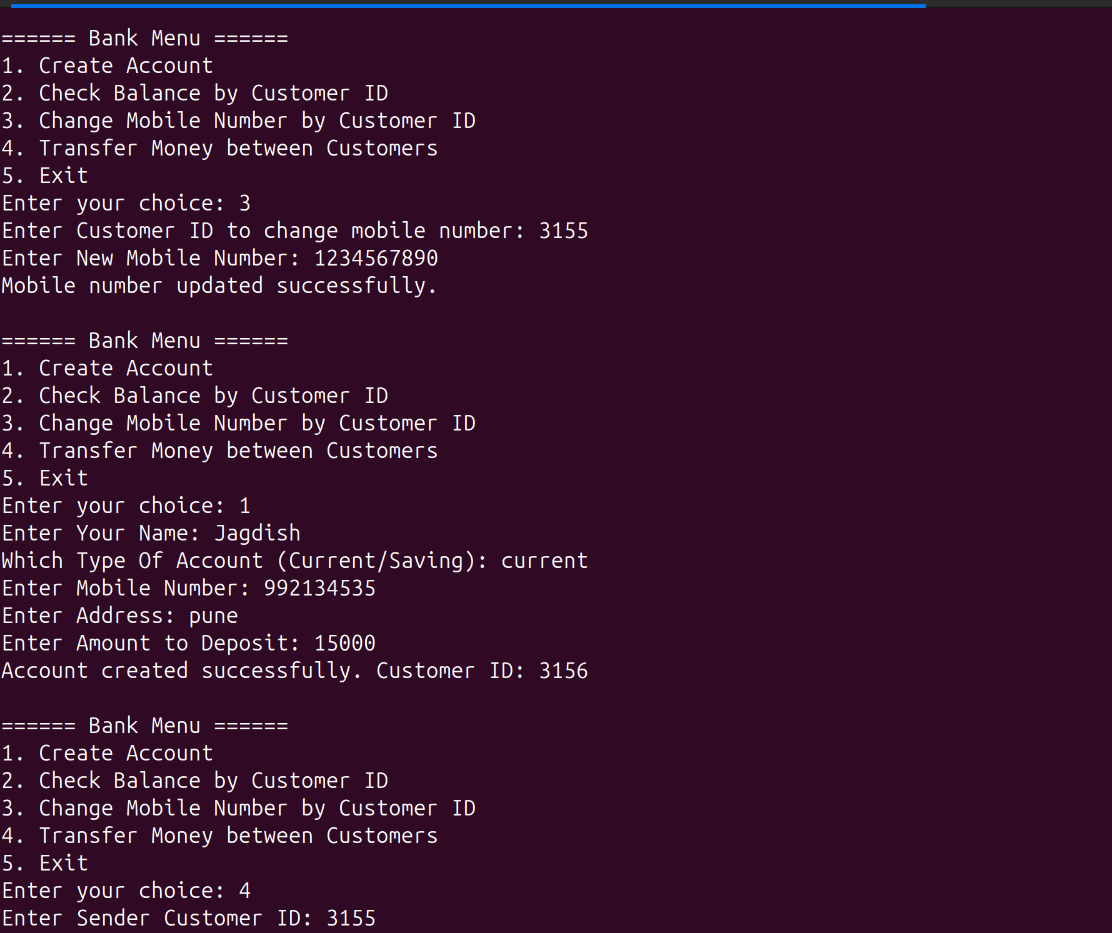 ====== Bank Menu ======
1. Create Account
2. Check Balance by Customer ID
3. Change Mobile Number by Customer ID
4. Transfer Money between Customers
5. Exit
Enter your choice: 3
Enter Customer ID to change mobile number: 3155
Enter New Mobile Number: 1234567890
Mobile number updated successfully.

====== Bank Menu ======
1. Create Account
2. Check Balance by Customer ID
3. Change Mobile Number by Customer ID
4. Transfer Money between Customers
5. Exit
Enter your choice: 1
Enter Your Name: Jagdish
Which Type Of Account (Current/Saving): current
Enter Mobile Number: 992134535
Enter Address: pune
Enter Amount to Deposit: 15000
Account created successfully. Customer ID: 3156

====== Bank Menu ======
1. Create Account
2. Check Balance by Customer ID
3. Change Mobile Number by Customer ID
4. Transfer Money between Customers
5. Exit
Enter your choice: 4
Enter Sender Customer ID: 3155